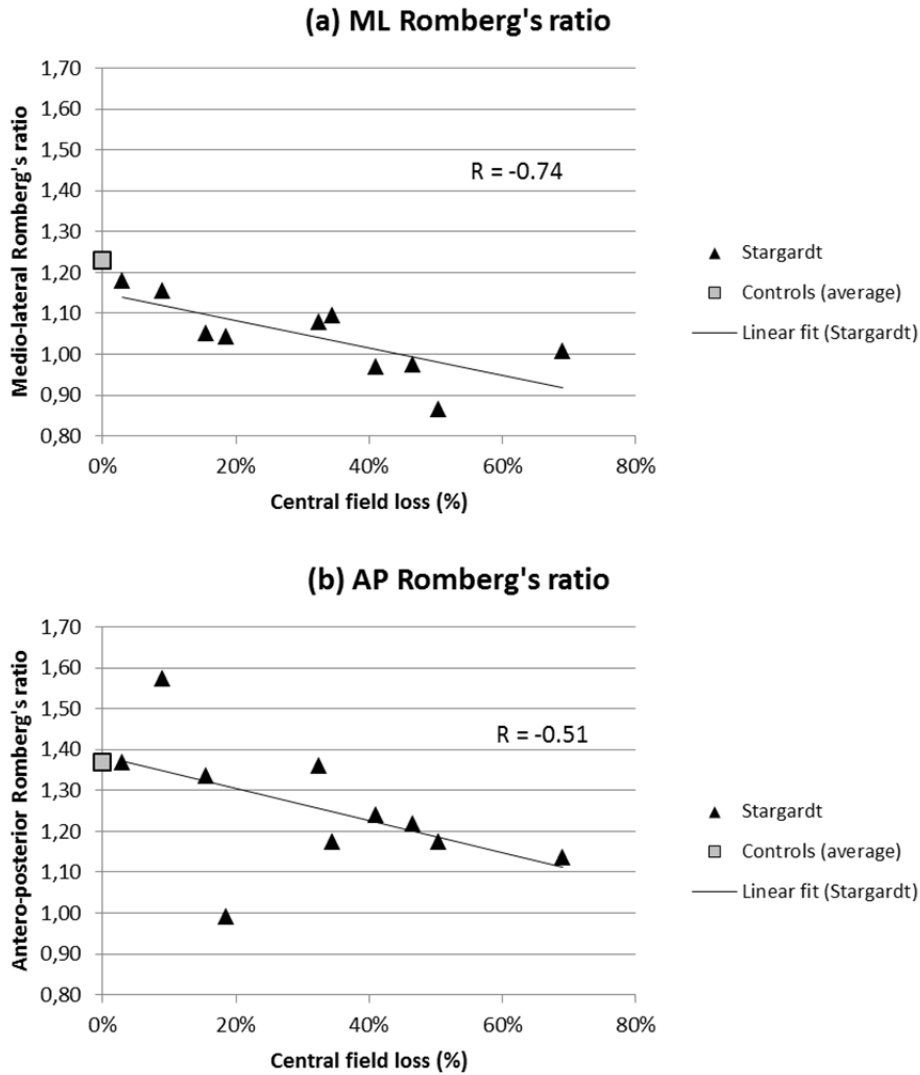 (a) ML Romberg's ratio
Medio-lateral Romberg's ratio
1,70
1,60
1,50
1,40
1,30
1,20
1,10
1,00
0,90
0,80
R = -0.74
0% 20% 40% 60% 80%
Central field loss (%)
Stargardt
Controls (average)
Linear fit (Stargardt)
(b) AP Romberg's ratio
Antero-posterior Romberg's ratio
1,70
1,60
1,50
1,40
1,30
1,20
1,10
1,00
0,90
0,80
R = -0.51
0% 20% 40% 60% 80%
Central field loss (%)
Stargardt
Controls (average)
Linear fit (Stargardt)